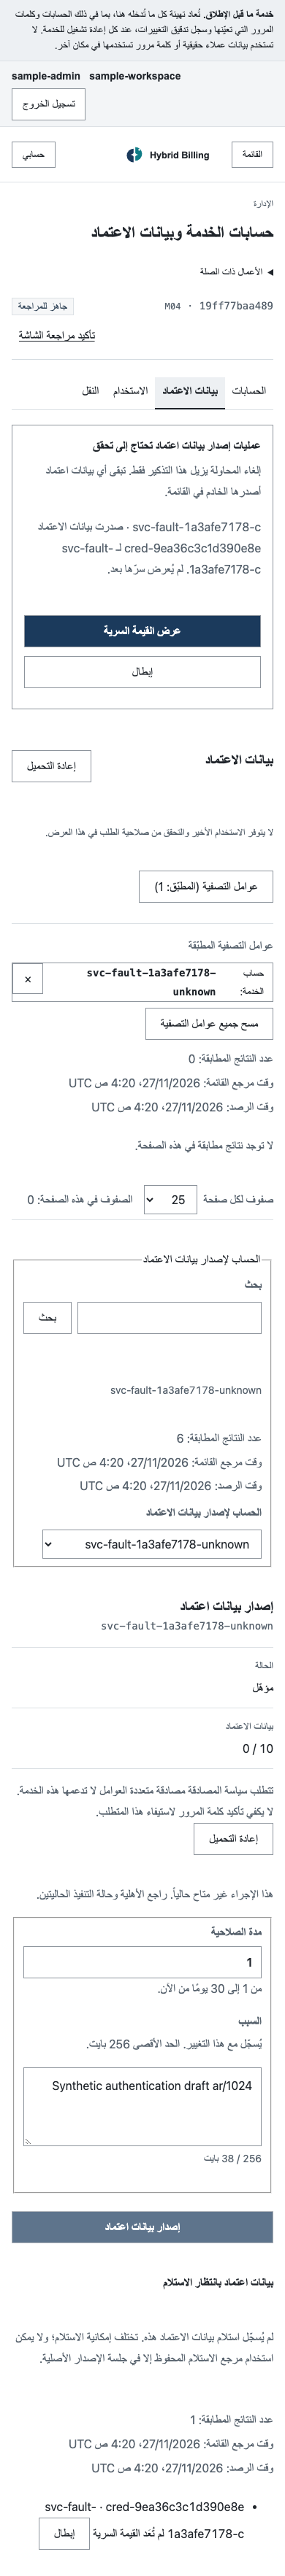 خدمة ما قبل الإطلاق. تُعاد تهيئة كل ما تُدخله هنا، بما في ذلك الحسابات وكلمات
المرور التي تعيّنها وسجل تدقيق التغييرات، عند كل إعادة تشغيل للخدمة. لا
تستخدم بيانات عملاء حقيقية أو كلمة مرور تستخدمها في مكان آخر.
sample-admin sample-workspace
تسجيل الخروج
القائمة
Hybrid Billing
حسابي
الإدارة
حسابات الخدمة وبيانات الاعتماد
الأعمال ذات الصلة
M04 · 19ff77baa489
جاهز للمراجعة
تأكيد مراجعة الشاشة
الحسابات
بيانات الاعتماد
الاستخدام
النقل
عمليات إصدار بيانات اعتماد تحتاج إلى تحقق
إلغاء المحاولة يزيل هذا التذكير فقط. تبقى أي بيانات اعتماد
أصدرها الخادم في القائمة.
svc-fault-1a3afe7178-c · صدرت بيانات الاعتماد
cred-9ea36c3c1d390e8e لـ svc-fault-
1a3afe7178-c. لم يُعرض سرّها بعد.
عرض القيمة السرية
إبطال
بيانات الاعتماد
إعادة التحميل
لا يتوفر الاستخدام الأخير والتحقق من صلاحية الطلب في هذا العرض.
عوامل التصفية (المطبّق: 1)
عوامل التصفية المطبّقة
حساب الخدمة:
svc-fault-1a3afe7178-unknown
×
مسح جميع عوامل التصفية
عدد النتائج المطابقة: 0
وقت مرجع القائمة: 27/11/2026، 4:20 ص UTC
وقت الرصد: 27/11/2026، 4:20 ص UTC
لا توجد نتائج مطابقة في هذه الصفحة.
صفوف لكل صفحة
25
الصفوف في هذه الصفحة: 0
الحساب لإصدار بيانات الاعتماد
بحث
بحث
svc-fault-1a3afe7178-unknown
عدد النتائج المطابقة: 6
وقت مرجع القائمة: 27/11/2026، 4:20 ص UTC
وقت الرصد: 27/11/2026، 4:20 ص UTC
الحساب لإصدار بيانات الاعتماد
svc-fault-1a3afe7178-unknown
إصدار بيانات اعتماد
svc-fault-1a3afe7178-unknown
الحالة
مؤهّل
بيانات الاعتماد
0 / 10
تتطلب سياسة المصادقة مصادقة متعددة العوامل لا تدعمها هذه الخدمة.
لا يكفي تأكيد كلمة المرور لاستيفاء هذا المتطلب.
إعادة التحميل
هذا الإجراء غير متاح حالياً. راجع الأهلية وحالة التنفيذ الحاليتين.
مدة الصلاحية
1
من 1 إلى 30 يومًا من الآن.
السبب
يُسجّل مع هذا التغيير. الحد الأقصى 256 بايت.
Synthetic authentication draft ar/1024
256 / 38 بايت
إصدار بيانات اعتماد
بيانات اعتماد بانتظار الاستلام
لم يُسجّل استلام بيانات الاعتماد هذه. تختلف إمكانية الاستلام؛ ولا يمكن
استخدام مرجع الاستلام المحفوظ إلا في جلسة الإصدار الأصلية.
عدد النتائج المطابقة: 1
وقت مرجع القائمة: 27/11/2026، 4:20 ص UTC
وقت الرصد: 27/11/2026، 4:20 ص UTC
svc-fault- · cred-9ea36c3c1d390e8e
1a3afe7178-c لم تُعد القيمة السرية
إبطال